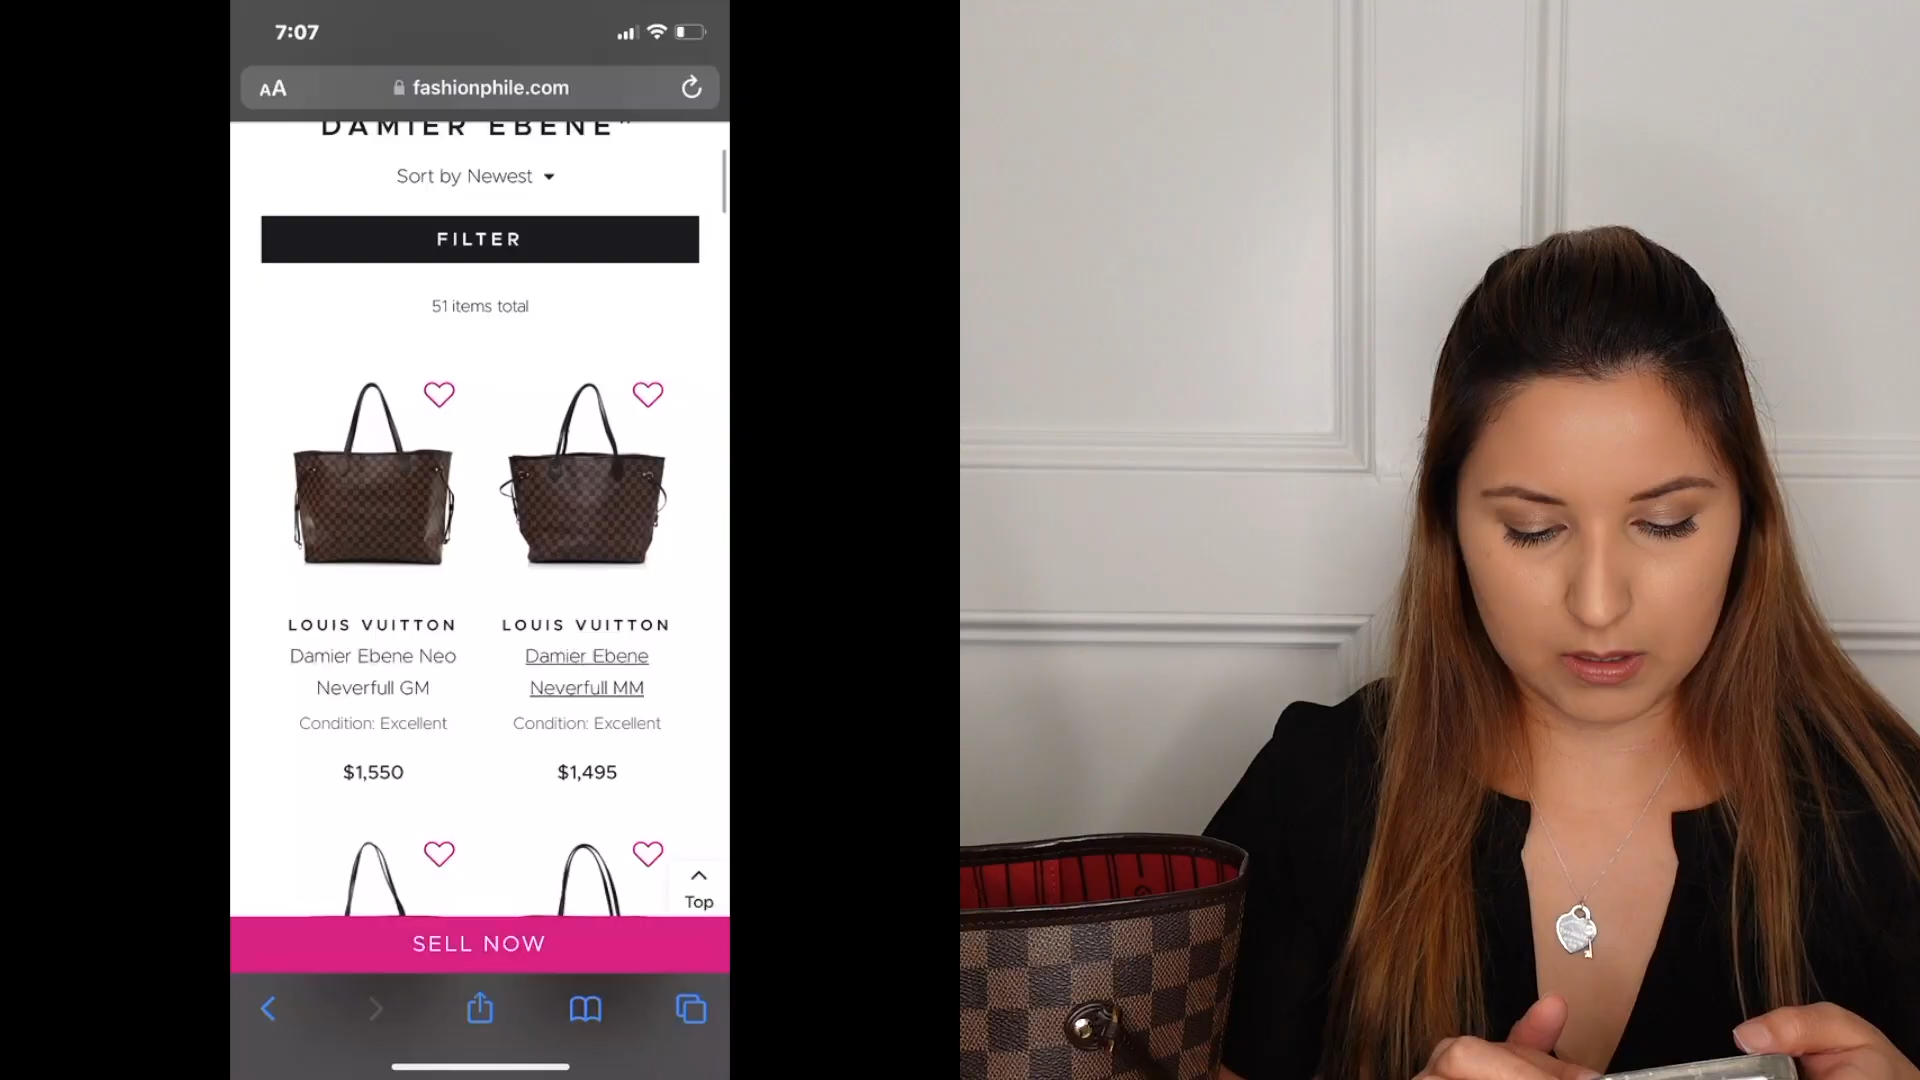 7:07
AA
fashionphile.com
DAMIER EBENE"
Sort by Newest
FILTER
51 items total
LOUIS VUITTON
Damier Ebene Neo
Neverfull GM
Condition: Excellent
$1,550
LOUIS VUITTON
Damier Ebene
Neverfull MM
Condition: Excellent
$1,495
Top
SELL NOW